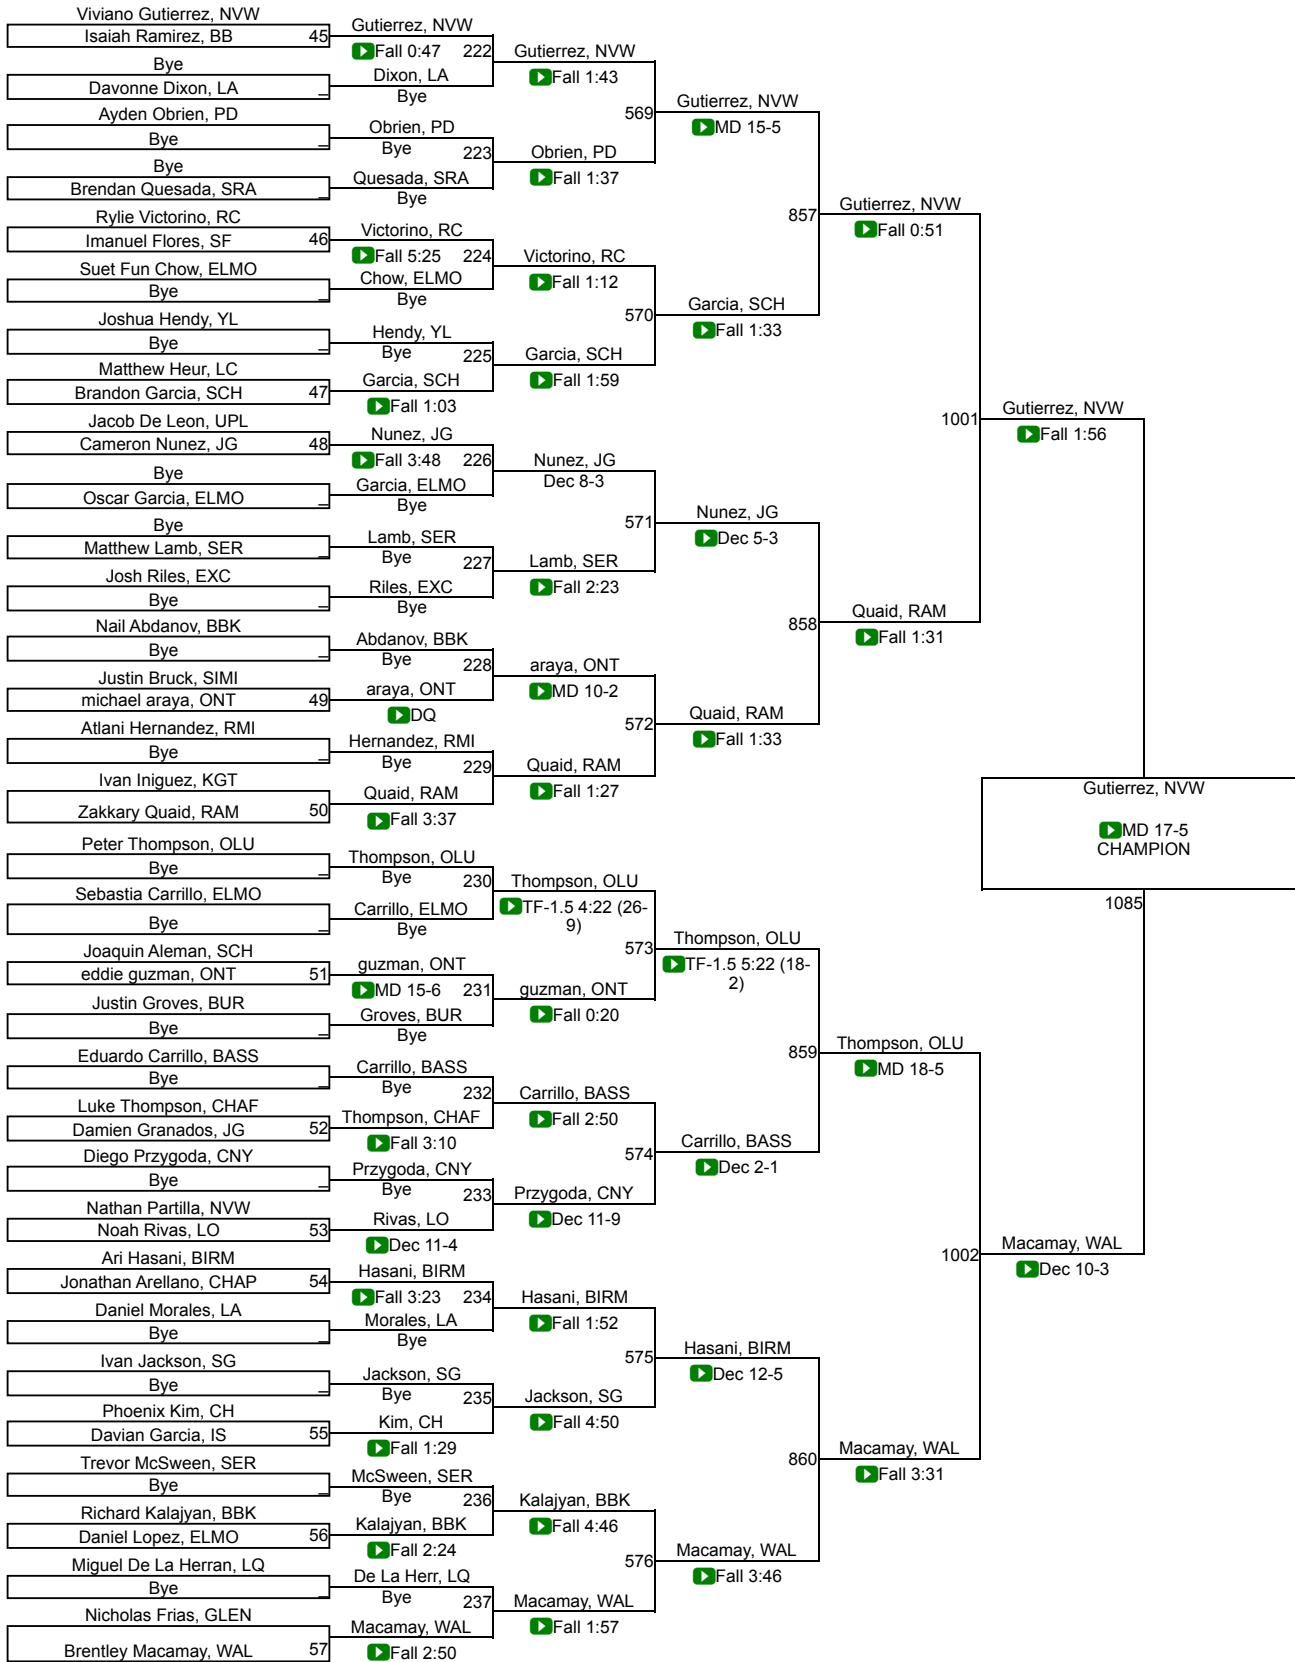 Viviano Gutierrez, NVW
Isaiah Ramirez, BB 45
Bye
Davonne Dixon, LA _
Ayden Obrien, PD
Bye _
Bye
Brendan Quesada, SRA _
Rylie Victorino, RC
Imanuel Flores, SF 46
Suet Fun Chow, ELMO
Bye _
Joshua Hendy, YL
Bye _
Matthew Heur, LC
Brandon Garcia, SCH 47
Jacob De Leon, UPL
Cameron Nunez, JG 48
Bye
Oscar Garcia, ELMO _
Bye
Matthew Lamb, SER _
Josh Riles, EXC
Bye _
Nail Abdanov, BBK
Bye _
Justin Bruck, SIMI
michael araya, ONT 49
Atlani Hernandez, RMI
Bye _
Ivan Iniguez, KGT
Zakkary Quaid, RAM 50
Peter Thompson, OLU
Bye _
Sebastia Carrillo, ELMO
Bye _
Joaquin Aleman, SCH
eddie guzman, ONT 51
Justin Groves, BUR
Bye _
Eduardo Carrillo, BASS
Bye _
Luke Thompson, CHAF
Damien Granados, JG 52
Diego Przygoda, CNY
Bye _
Nathan Partilla, NVW
Noah Rivas, LO 53
Ari Hasani, BIRM
Jonathan Arellano, CHAP 54
Daniel Morales, LA
Bye _
Ivan Jackson, SG
Bye _
Phoenix Kim, CH
Davian Garcia, IS 55
Trevor McSween, SER
Bye _
Richard Kalajyan, BBK
Daniel Lopez, ELMO 56
Miguel De La Herran, LQ
Bye _
Nicholas Frias, GLEN
Brentley Macamay, WAL 57
Gutierrez, NVW
Fall 0:47 222
Dixon, LA
Bye
Obrien, PD
Bye 223
Quesada, SRA
Bye
Victorino, RC
Fall 5:25 224
Chow, ELMO
Bye
Hendy, YL
Bye 225
Garcia, SCH
Fall 1:03
Nunez, JG
Fall 3:48 226
Garcia, ELMO
Bye
Lamb, SER
Bye 227
Riles, EXC
Bye
Abdanov, BBK
Bye 228
araya, ONT
DQ
Hernandez, RMI
Bye 229
Quaid, RAM
Fall 3:37
Thompson, OLU
Bye 230
Carrillo, ELMO
Bye
guzman, ONT
MD 15-6 231
Groves, BUR
Bye
Carrillo, BASS
Bye 232
Thompson, CHAF
Fall 3:10
Przygoda, CNY
Bye 233
Rivas, LO
Dec 11-4
Hasani, BIRM
Fall 3:23 234
Morales, LA
Bye
Jackson, SG
Bye 235
Kim, CH
Fall 1:29
McSween, SER
Bye 236
Kalajyan, BBK
Fall 2:24
De La Herr, LQ
Bye 237
Macamay, WAL
Fall 2:50
Gutierrez, NVW
Fall 1:43
569
Obrien, PD
Fall 1:37
Victorino, RC
Fall 1:12
570
Garcia, SCH
Fall 1:59
Nunez, JG
Dec 8-3
571
Lamb, SER
Fall 2:23
araya, ONT
MD 10-2
572
Quaid, RAM
Fall 1:27
Thompson, OLU
TF-1.5 4:22 (26-
9)
573
guzman, ONT
Fall 0:20
Carrillo, BASS
Fall 2:50
574
Przygoda, CNY
Dec 11-9
Hasani, BIRM
Fall 1:52
575
Jackson, SG
Fall 4:50
Kalajyan, BBK
Fall 4:46
576
Macamay, WAL
Fall 1:57
Gutierrez, NVW
MD 15-5
857
Garcia, SCH
Fall 1:33
Nunez, JG
Dec 5-3
858
Quaid, RAM
Fall 1:33
Thompson, OLU
TF-1.5 5:22 (18-
2)
859
Carrillo, BASS
Dec 2-1
Hasani, BIRM
Dec 12-5
860
Macamay, WAL
Fall 3:46
Gutierrez, NVW
Fall 0:51
1001
Quaid, RAM
Fall 1:31
Thompson, OLU
MD 18-5
1002
Macamay, WAL
Fall 3:31
Gutierrez, NVW
Fall 1:56
Macamay, WAL
Dec 10-3
Gutierrez, NVW
MD 17-5
CHAMPION
1085